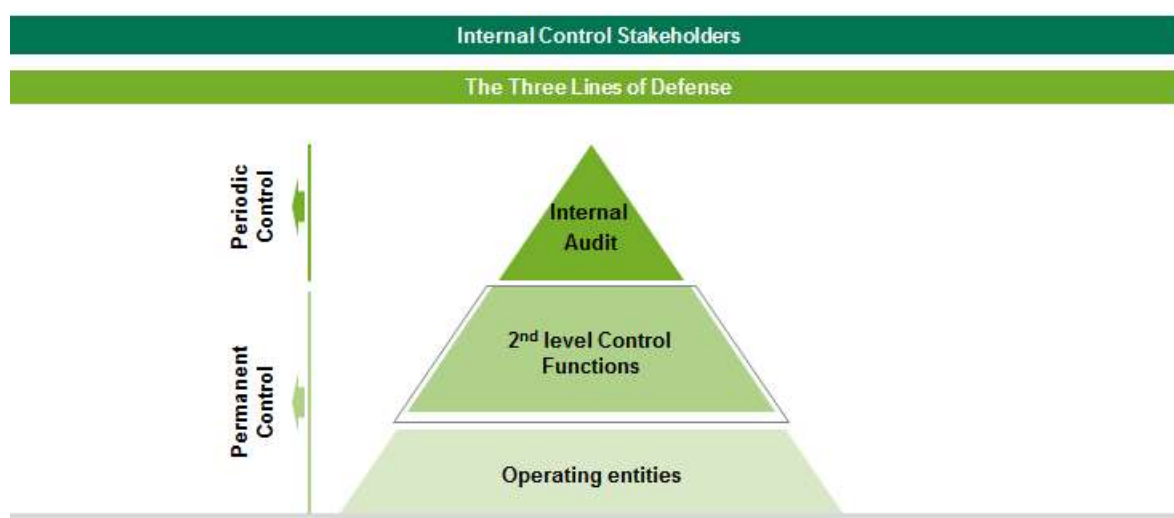 Internal Control Stakeholders
The Three Lines of Defense
Periodic
Control
Internal
Audit
Permanent
Control
2nd level Control
Functions
Operating entities